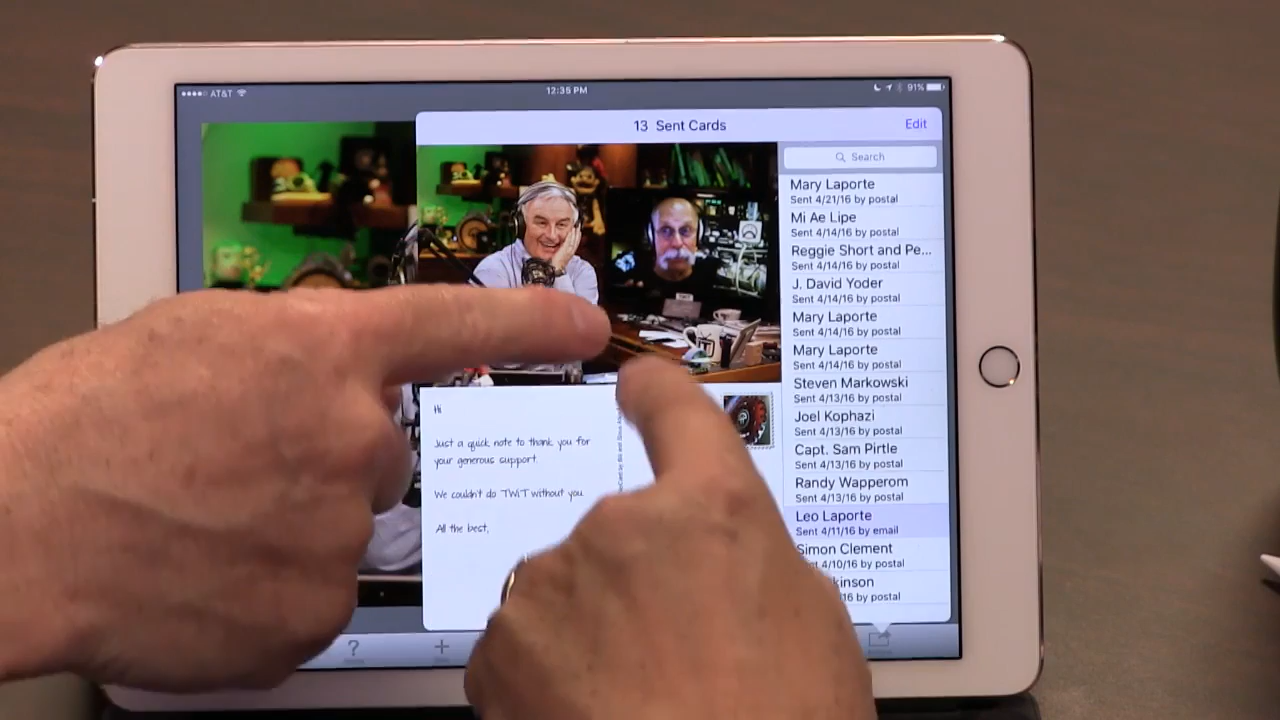 AT&T
12:35 PM
91%
13 Sent Cards
Edit
Search
Mary Laporte
Sent 4/21/16 by postal
Mi Ae Lipe
Sent 4/14/16 by postal
Reggie Short and Pe...
Sent 4/14/16 by postal
J. David Yoder
Sent 4/14/16 by postal
Mary Laporte
Sent 4/14/16 by postal
Mary Laporte
Sent 4/14/16 by postal
Steven Markowski
Sent 4/13/16 by postal
Joel Kophazi
Sent 4/13/16 by postal
Capt. Sam Pirtle
Sent 4/13/16 by postal
Randy Wapperom
Sent 4/13/16 by postal
Leo Laporte
Sent 4/11/16 by email
Simon Clement
Sent 4/10/16 by postal
kinson
16 by postal
Hi
Just a quick note to thank you for
your generous support.
We couldn't do TWiT without you.
All the best,
?
+